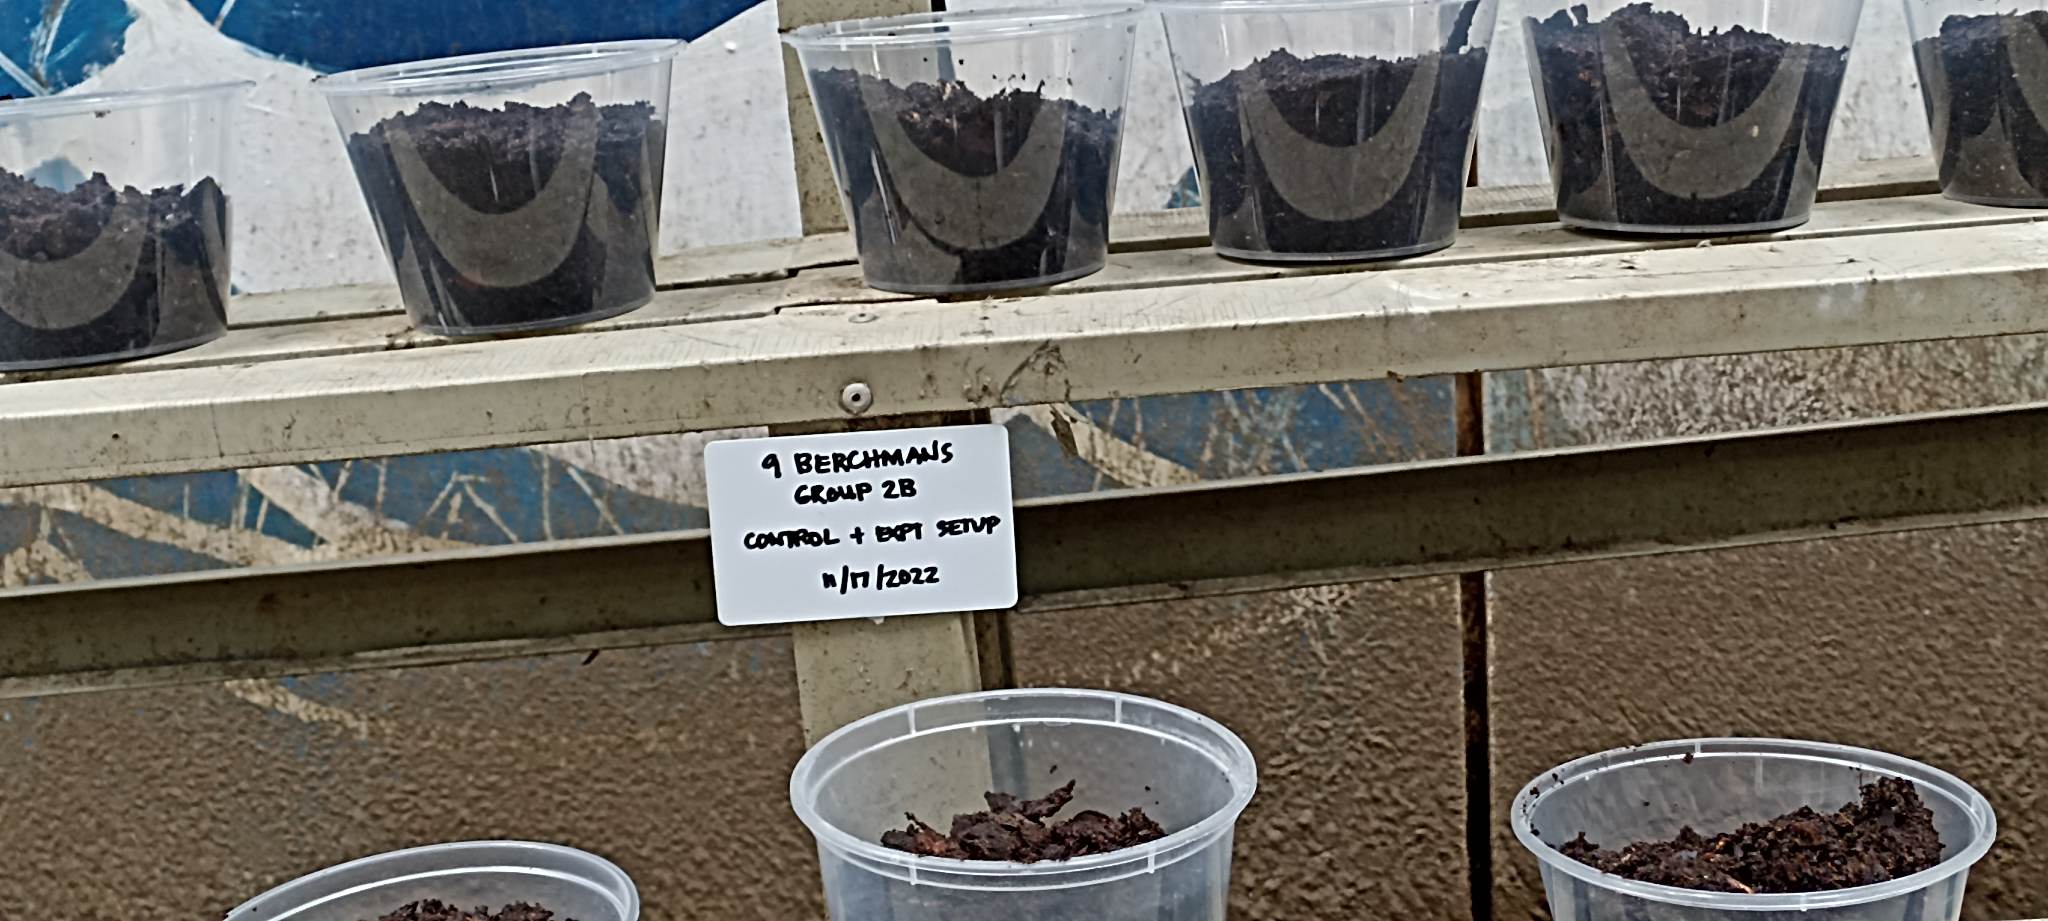 9 BERCHMANS
GROUP 2B
CONTROL + EXPT SETUP
11/17/2022